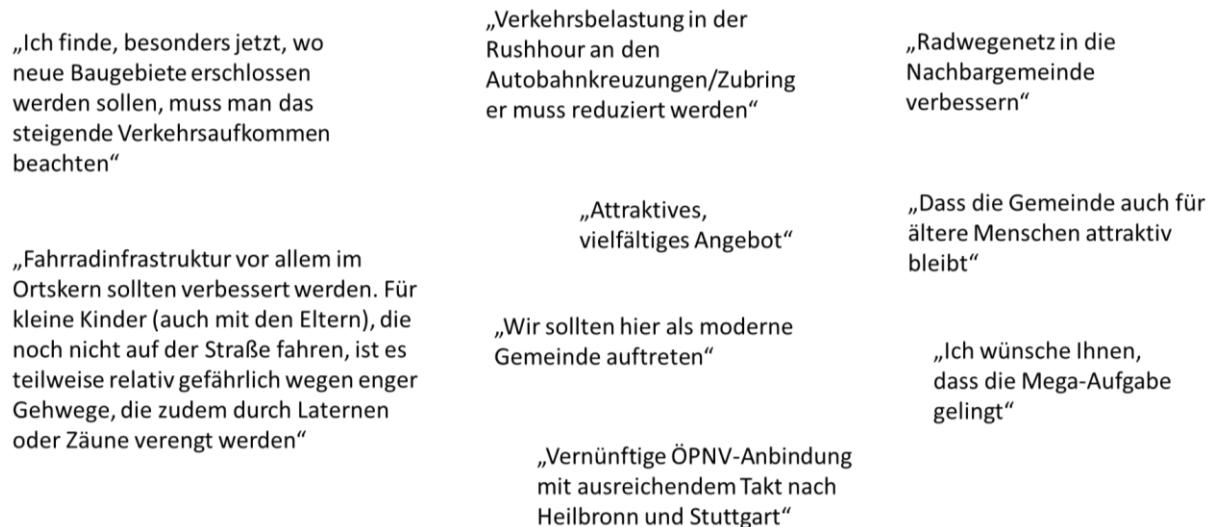 „Ich finde, besonders jetzt, wo
neue Baugebiete erschlossen
werden sollen, muss man das
steigende Verkehrsaufkommen
beachten“
„Fahrradinfrastruktur vor allem im
Ortskern sollten verbessert werden. Für
kleine Kinder (auch mit den Eltern), die
noch nicht auf der Straße fahren, ist es
teilweise relativ gefährlich wegen enger
Gehwege, die zudem durch Laternen
oder Zäune verengt werden“
„Verkehrsbelastung in der
Rushhour an den
Autobahnkreuzungen/Zubring
er muss reduziert werden“
„Attraktives,
vielfältiges Angebot“
„Wir sollten hier als moderne
Gemeinde auftreten“
„Vernünftige ÖPNV-Anbindung
mit ausreichendem Takt nach
Heilbronn und Stuttgart“
„Radwegenetz in die
Nachbargemeinde
verbessern“
„Dass die Gemeinde auch für
ältere Menschen attraktiv
bleibt“
„Ich wünsche Ihnen,
dass die Mega-Aufgabe
gelingt“